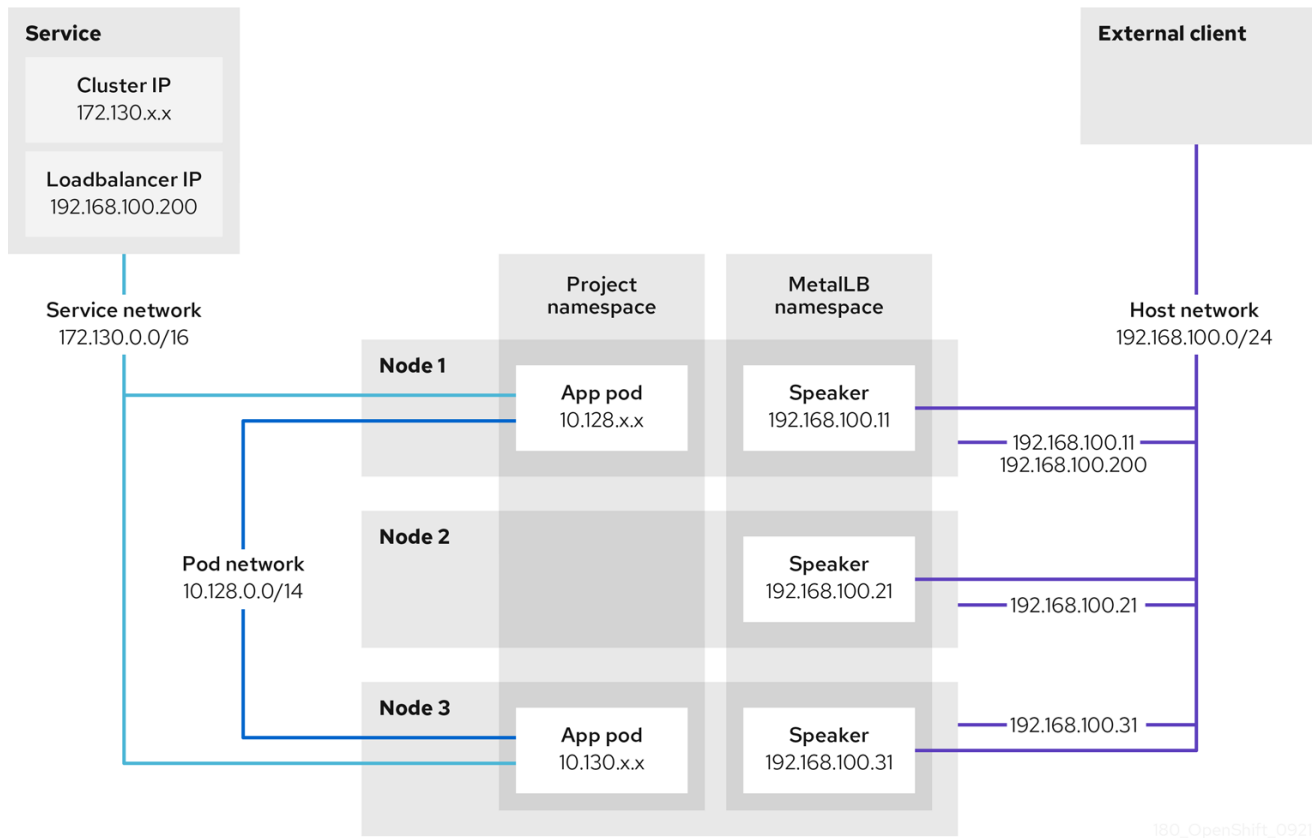 Service
Cluster IP
172.130.x.x
Loadbalancer IP
192.168.100.200
External client
Service network
172.130.0.0/16
Project
namespace
MetalLB
namespace
Host network
192.168.100.0/24
Node 1
App pod
10.128.x.x
Speaker
192.168.100.11
192.168.100.11
192.168.100.200
Pod network
10.128.0.0/14
Node 2
Speaker
192.168.100.21
192.168.100.21
Node 3
App pod
10.130.x.x
Speaker
192.168.100.31
192.168.100.31
180_OpenShift_0921